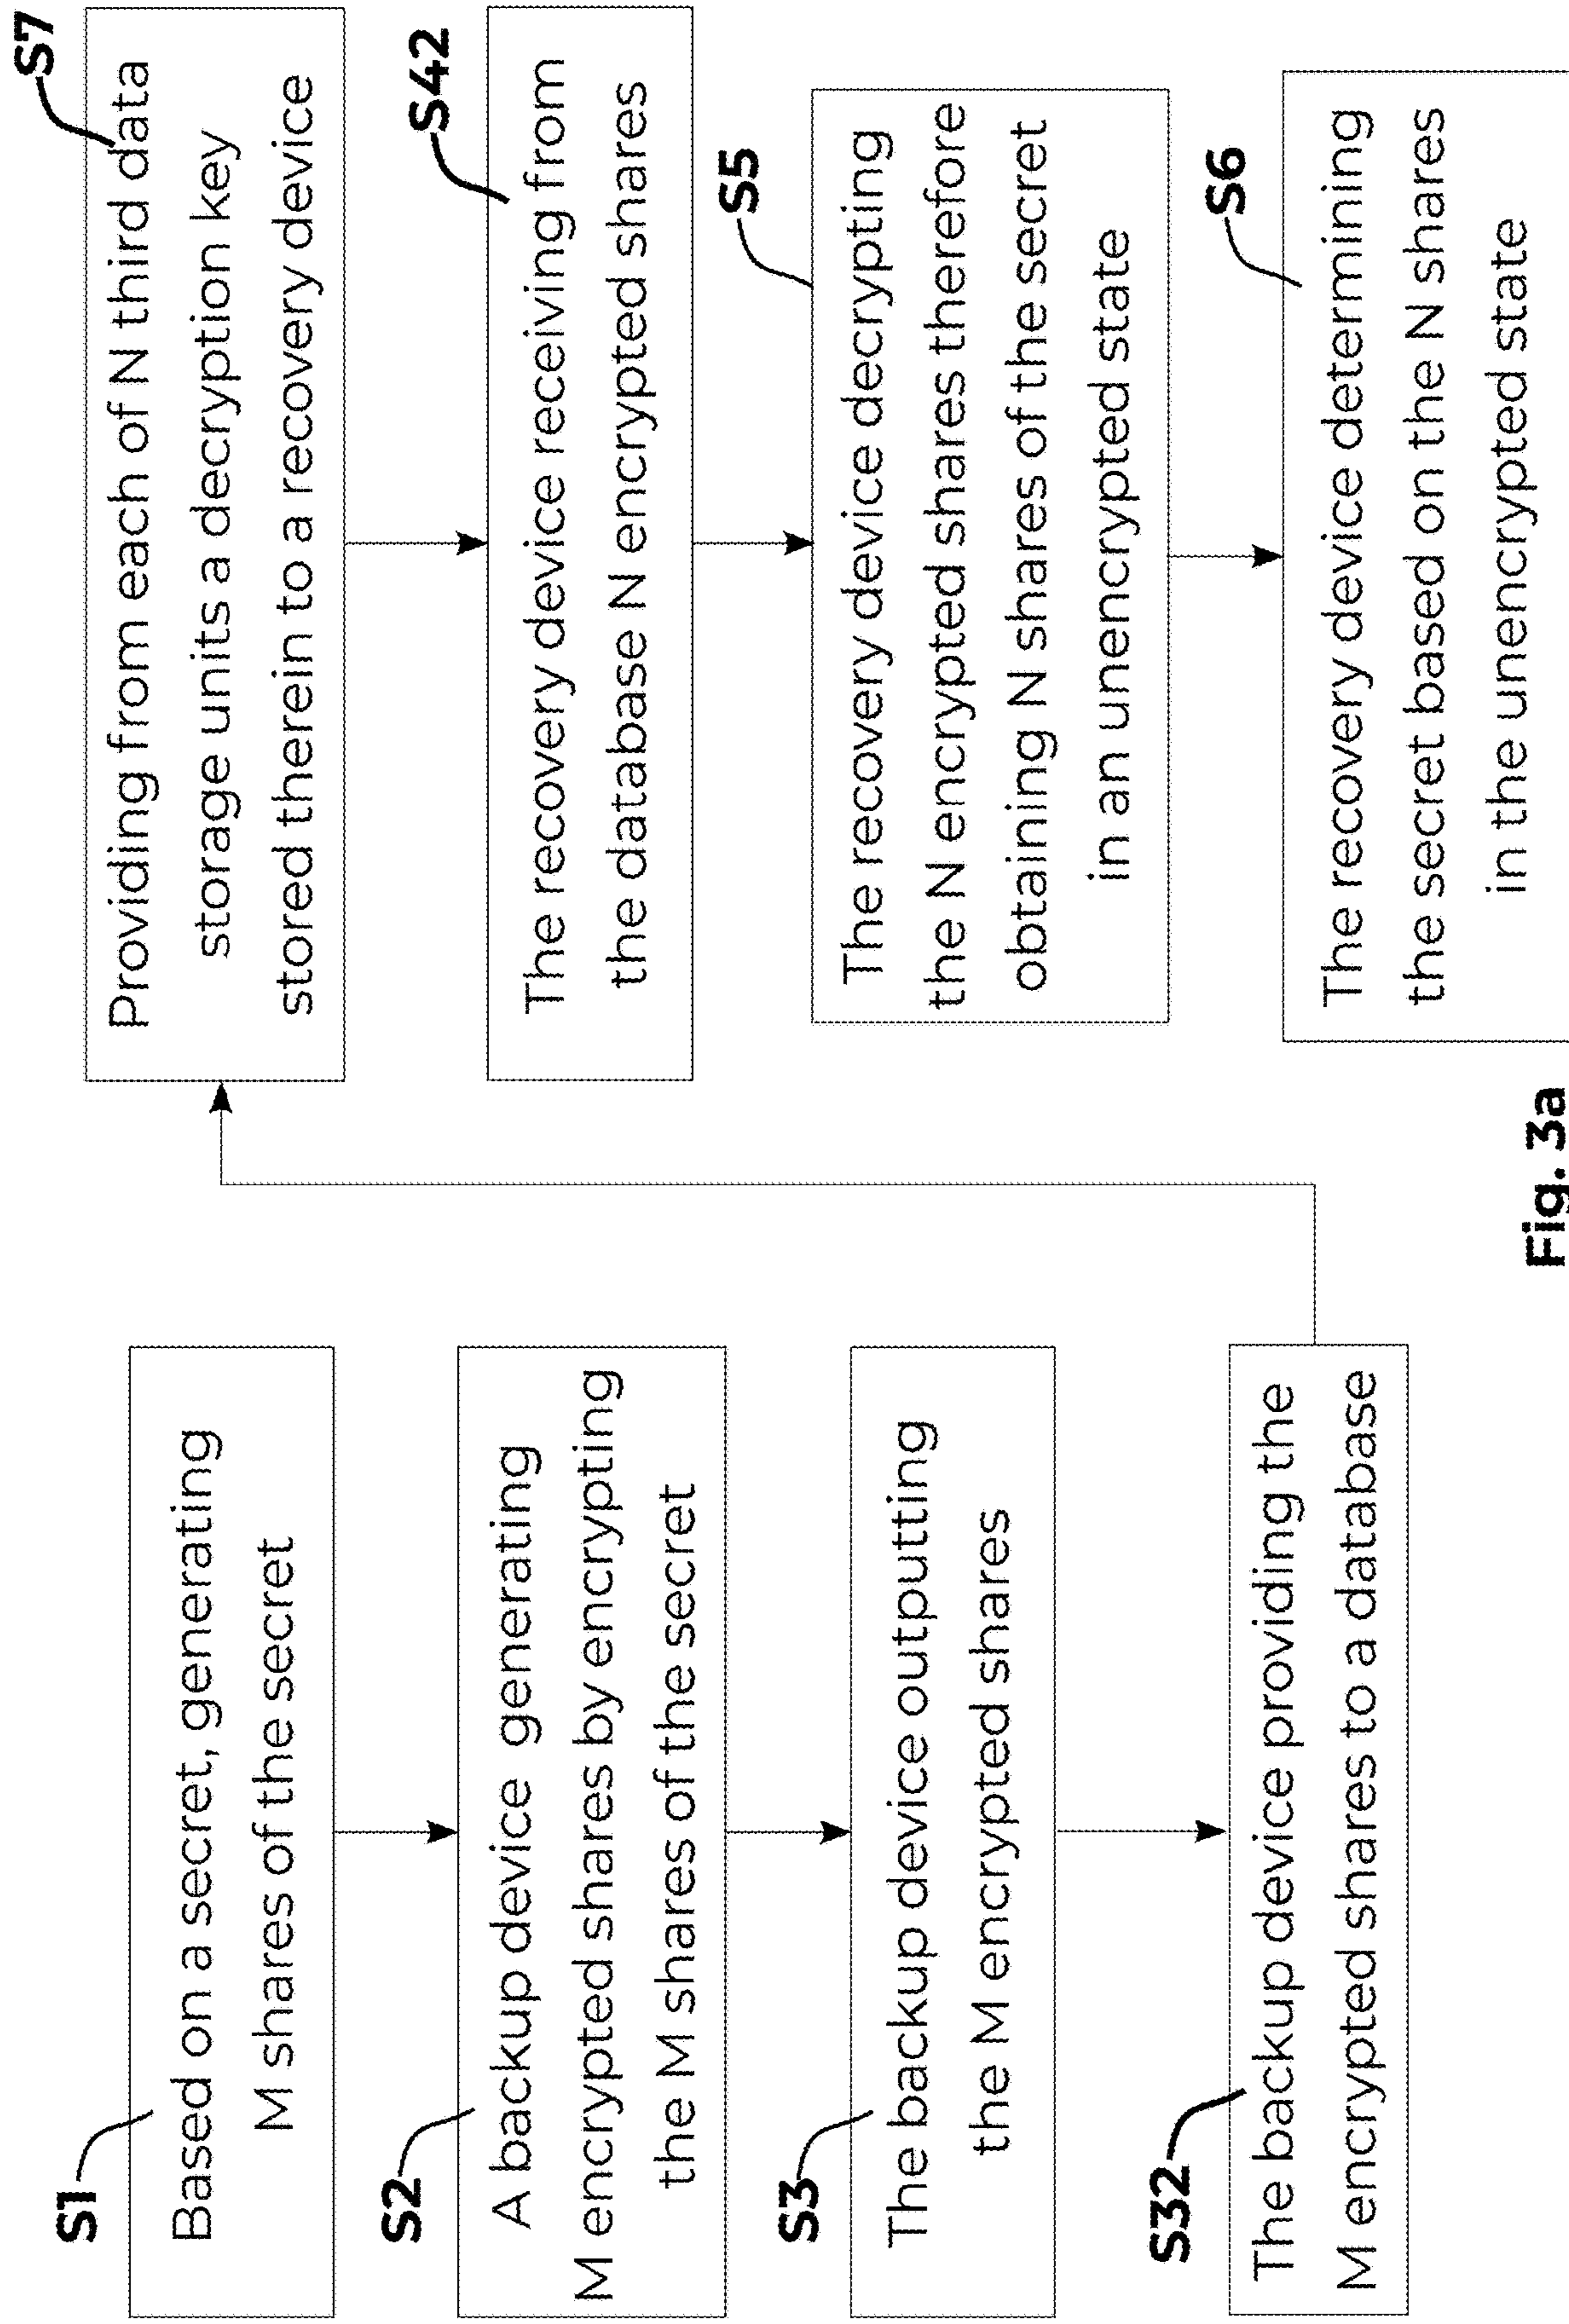 S1
Based on a secret, generating
M shares of the secret
S2
A backup device generating
M encrypted shares by encrypting
the M shares of the secret
S3
The backup device outputting
the M encrypted shares
S32
The backup device providing the
M encrypted shares to a database
S7
Providing from each of N third data
storage units a decryption key
stored therein to a recovery device
S42
The recovery device receiving from
the database N encrypted shares
S5
The recovery device decrypting
the N encrypted shares therefore
obtaining N shares of the secret
in an unencrypted state
S6
The recovery device determining
the secret based on the N shares
in the unencrypted state
Fig. 3a